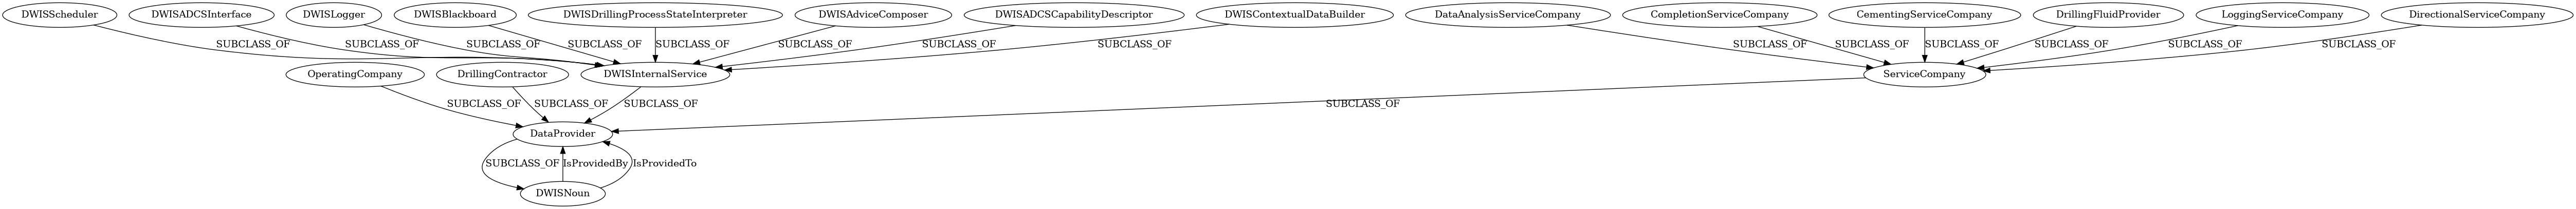 DWISScheduler DWISADCSInterface DWISLogger DWISBlackboard DWISDrillingProcessStateInterpreter DWISAdviceComposer DWISADCSCapabilityDescriptor DWISContextualDataBuilder DataAnalysisServiceCompany CompletionServiceCompany CementingServiceCompany DrillingFluidProvider LoggingServiceCompany DirectionalServiceCompany
SUBCLASS_OF SUBCLASS_OF SUBCLASS_OF SUBCLASS_OF SUBCLASS_OF SUBCLASS_OF SUBCLASS_OF SUBCLASS_OF SUBCLASS_OF SUBCLASS_OF SUBCLASS_OF SUBCLASS_OF SUBCLASS_OF SUBCLASS_OF
OperatingCompany DrillingContractor DWISInternalService ServiceCompany
SUBCLASS_OF SUBCLASS_OF SUBCLASS_OF SUBCLASS_OF
DataProvider
SUBCLASS_OF IsProvidedBy IsProvidedTo
DWISNoun